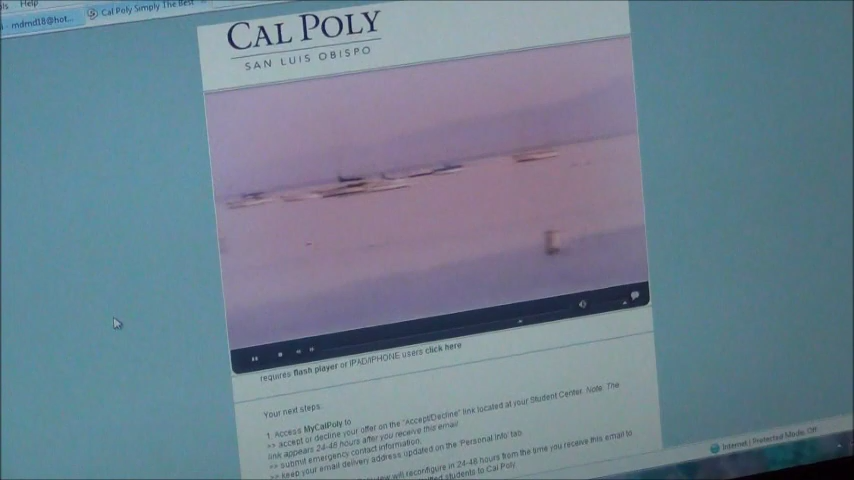 Help
mdmd18@hot...
Cal Poly Simply The Best
CAL POLY
SAN LUIS OBISPO
requires flash player or IPAD/IPHONE users click here
Your next steps:
1. Access MyCalPoly to
>> accept or decline your offer on the "Accept/Decline" link located at your Student Center. Note: The
link appears 24-48 hours after you receive this email
>> submit emergency contact information.
>> keep your email delivery address updated on the 'Personal Info' tab
will reconfigure in 24-48 hours from the time you receive this email to
students to Cal Poly.
Internet | Protected Mode: Off